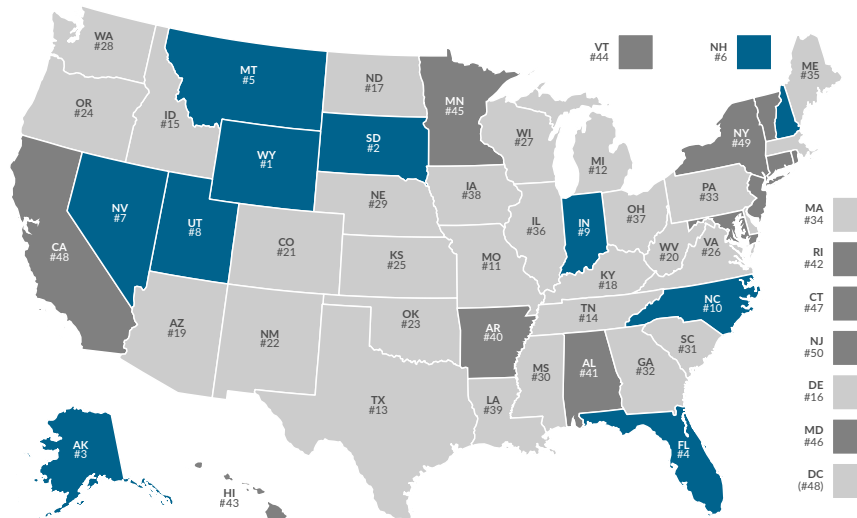 WA
#28
MT
#5
ND
#17
MN
#45
VT
#44
NH
#6
ME
#35
OR
#24
ID
#15
WY
#1
SD
#2
WI
#27
MI
#12
NY
#49
NV
#7
UT
#8
CA
#48
NE
#29
IA
#38
IL
#36
IN
#9
OH
#37
PA
#33
MA
#34
CO
#21
KS
#25
MO
#11
KY
#18
WV
#20
VA
#26
RI
#42
CT
#47
AZ
#19
NM
#22
OK
#23
AR
#40
TN
#14
NC
#10
NJ
#50
TX
#13
LA
#39
MS
#30
AL
#41
GA
#32
SC
#31
DE
#16
AK
#3
HI
#43
FL
#4
MD
#46
DC
(#48)